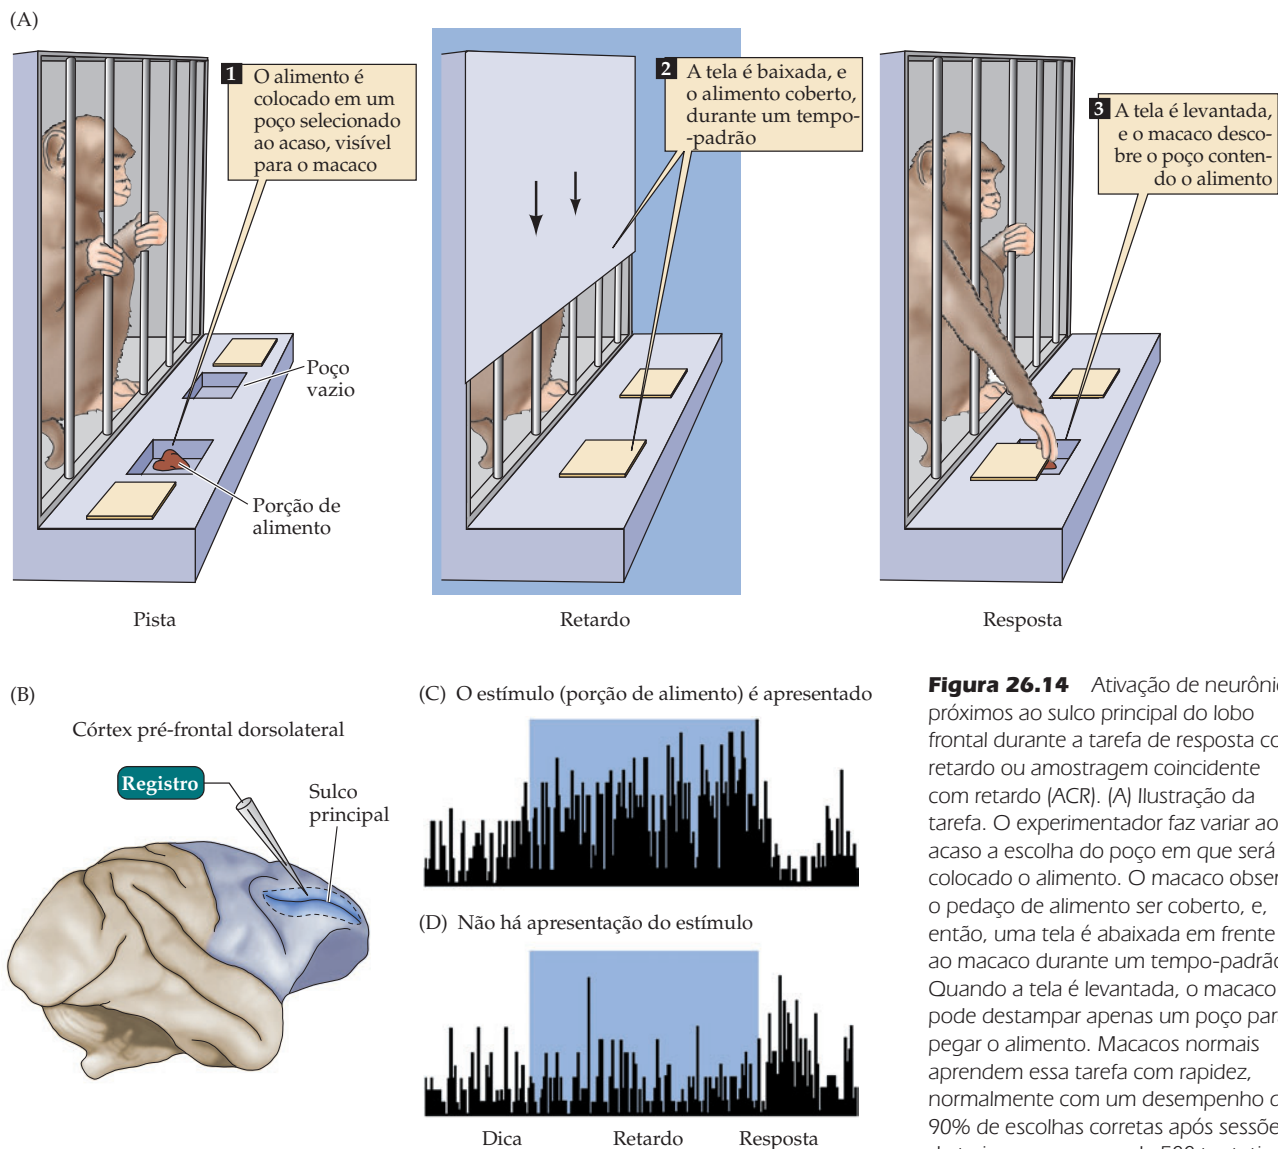 (A)
1 O alimento é
colocado em um
poço selecionado
ao acaso, visível
para o macaco
Poço
vazio
Porção de
alimento
Pista
2 A tela é baixada, e
o alimento coberto,
durante um tempo-
-padrão
Retardo
3 A tela é levantada,
e o macaco desco-
bre o poço conten-
do o alimento
Resposta
(B)
Córtex pré-frontal dorsolateral
Registro
Sulco
principal
(C) O estímulo (porção de alimento) é apresentado
(D) Não há apresentação do estímulo
Dica Retardo Resposta
Figura 26.14 Ativação de
próximos ao sulco principal do lobo
frontal durante a tarefa de resposta
retardo ou amostragem coincidente
com retardo (ACR). (A) Ilustração da
tarefa. O experimentador faz variar ao
acaso a escolha do poço em que será
colocado o alimento. O macaco
o pedaço de alimento ser coberto, e,
então, uma tela é abaixada em frente
ao macaco durante um tempo-padrão
Quando a tela é levantada, o macaco
pode destampar apenas um poço
pegar o alimento. Macacos normais
aprendem essa tarefa com rapidez,
normalmente com um desempenho
90% de escolhas corretas após